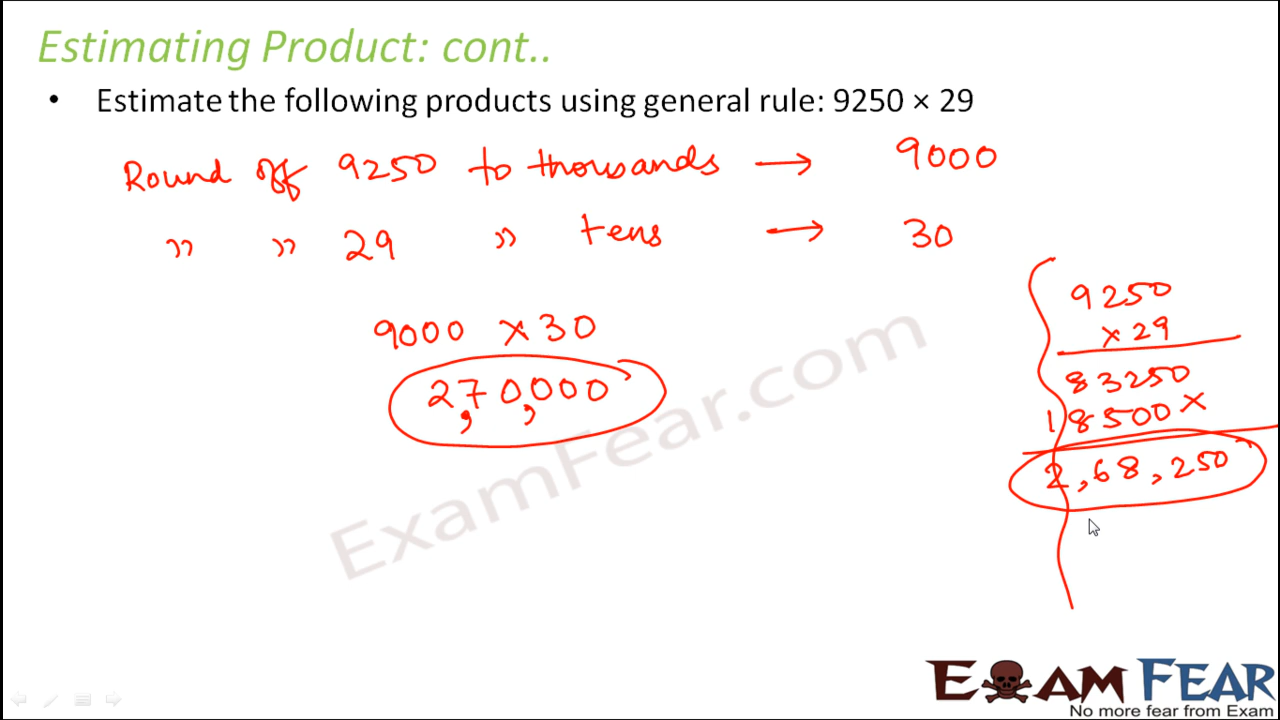 Estimating Product: cont..
• Estimate the following products using general rule: 9250 × 29
Round off 9250 to thousands → 9000
" " 29 " tens → 30
9000 × 30
2,70,000
9250
× 29
83250
18500×
2,68,250
ExamFear.com
EXAM FEAR
No more fear from Exam